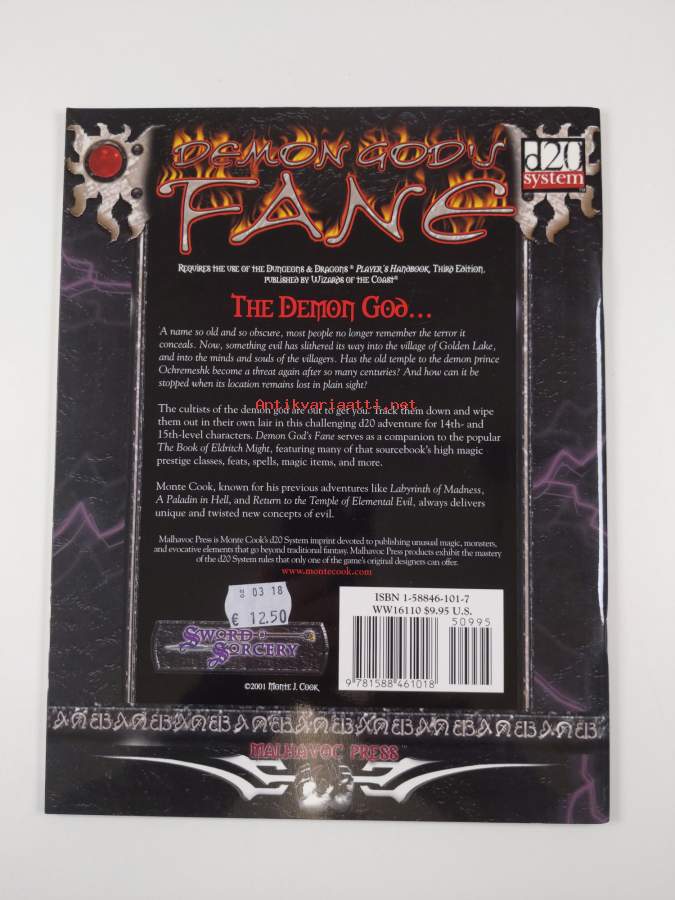 DEMON GOD'S
FANE
d20
system™
REQUIRES THE USE OF THE DUNGEONS & DRAGONS® PLAYER'S HANDBOOK, THIRD EDITION,
PUBLISHED BY WIZARDS OF THE COAST®
THE DEMON GOD...
A name so old and so obscure, most people no longer remember the terror it
conceals. Now, something evil has slithered its way into the village of Golden Lake,
and into the minds and souls of the villagers. Has the old temple to the demon prince
Ochremeshk become a threat again after so many centuries? And how can it be
stopped when its location remains lost in plain sight?
Antikvariaatti.net
The cultists of the demon god are out to get you. Track them down and wipe
them out in their own lair in this challenging d20 adventure for 14th- and
15th-level characters. Demon God's Fane serves as a companion to the popular
The Book of Eldritch Might, featuring many of that sourcebook's high magic
prestige classes, feats, spells, magic items, and more.
Monte Cook, known for his previous adventures like Labyrinth of Madness,
A Paladin in Hell, and Return to the Temple of Elemental Evil, always delivers
unique and twisted new concepts of evil.
Malhavoc Press is Monte Cook's d20 System imprint devoted to publishing unusual magic, monsters,
and evocative elements that go beyond traditional fantasy. Malhavoc Press products exhibit the mastery
of the d20 System rules that only one of the game's original designers can offer.
www.montecook.com
03 18
€ 12.50
ISBN 1-58846-101-7
WW16110 $9.95 U.S.
50995
9 781588 461018
SWORD
SORCERY
©2001 MONTE J. COOK
MALHAVOC PRESS™